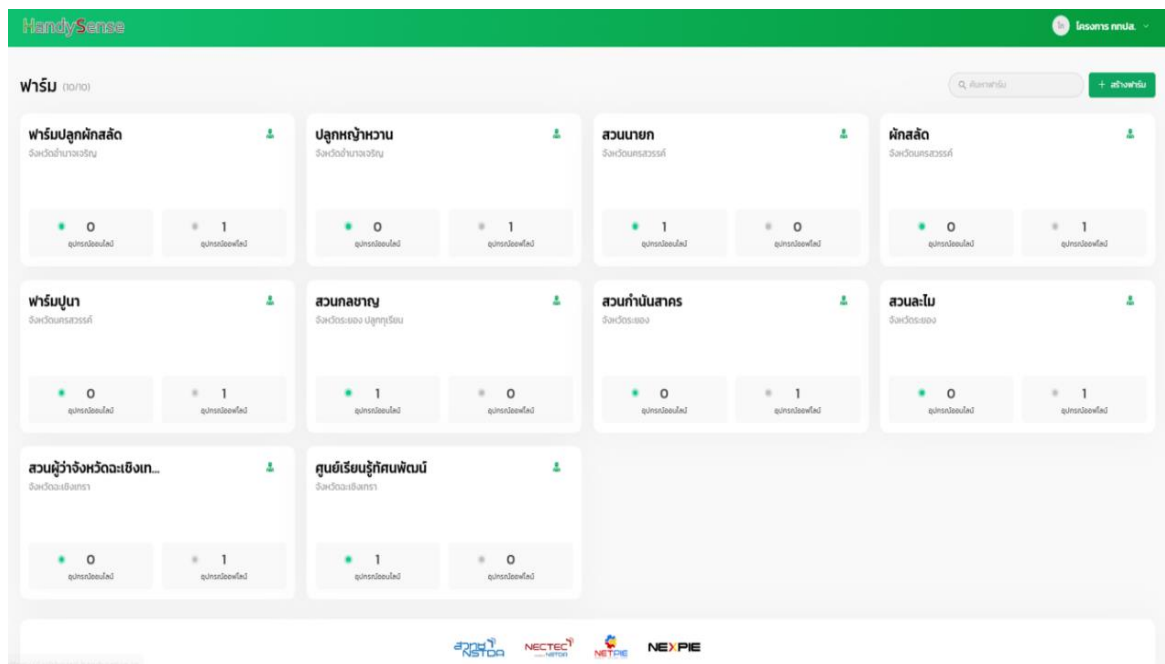 HandySense
โครงการ กทปส.
ฟาร์ม (10/10)
ค้นหาฟาร์ม
+ สร้างฟาร์ม
ฟาร์มปลูกผักสลัด
จังหวัดอำนาจเจริญ
0
1
อุปกรณ์ออนไลน์
อุปกรณ์ออฟไลน์
ปลูกหญ้าหวาน
จังหวัดอำนาจเจริญ
0
1
อุปกรณ์ออนไลน์
อุปกรณ์ออฟไลน์
สวนนายก
จังหวัดนครสวรรค์
1
0
อุปกรณ์ออนไลน์
อุปกรณ์ออฟไลน์
ผักสลัด
จังหวัดนครสวรรค์
0
1
อุปกรณ์ออนไลน์
อุปกรณ์ออฟไลน์
ฟาร์มปูนา
จังหวัดนครสวรรค์
0
1
อุปกรณ์ออนไลน์
อุปกรณ์ออฟไลน์
สวนกลชาญ
จังหวัดระยอง ปลูกทุเรียน
1
0
อุปกรณ์ออนไลน์
อุปกรณ์ออฟไลน์
สวนกำนันสาคร
จังหวัดระยอง
0
1
อุปกรณ์ออนไลน์
อุปกรณ์ออฟไลน์
สวนละไม
จังหวัดระยอง
0
1
อุปกรณ์ออนไลน์
อุปกรณ์ออฟไลน์
สวนผู้ว่าจังหวัดฉะเชิงเท...
จังหวัดฉะเชิงเทรา
0
1
อุปกรณ์ออนไลน์
อุปกรณ์ออฟไลน์
ศูนย์เรียนรู้ทัศนพัฒน์
จังหวัดฉะเชิงเทรา
1
0
อุปกรณ์ออนไลน์
อุปกรณ์ออฟไลน์
สวทช NSTDA
NECTEC
NSTDA
NETPIE
NEXPIE